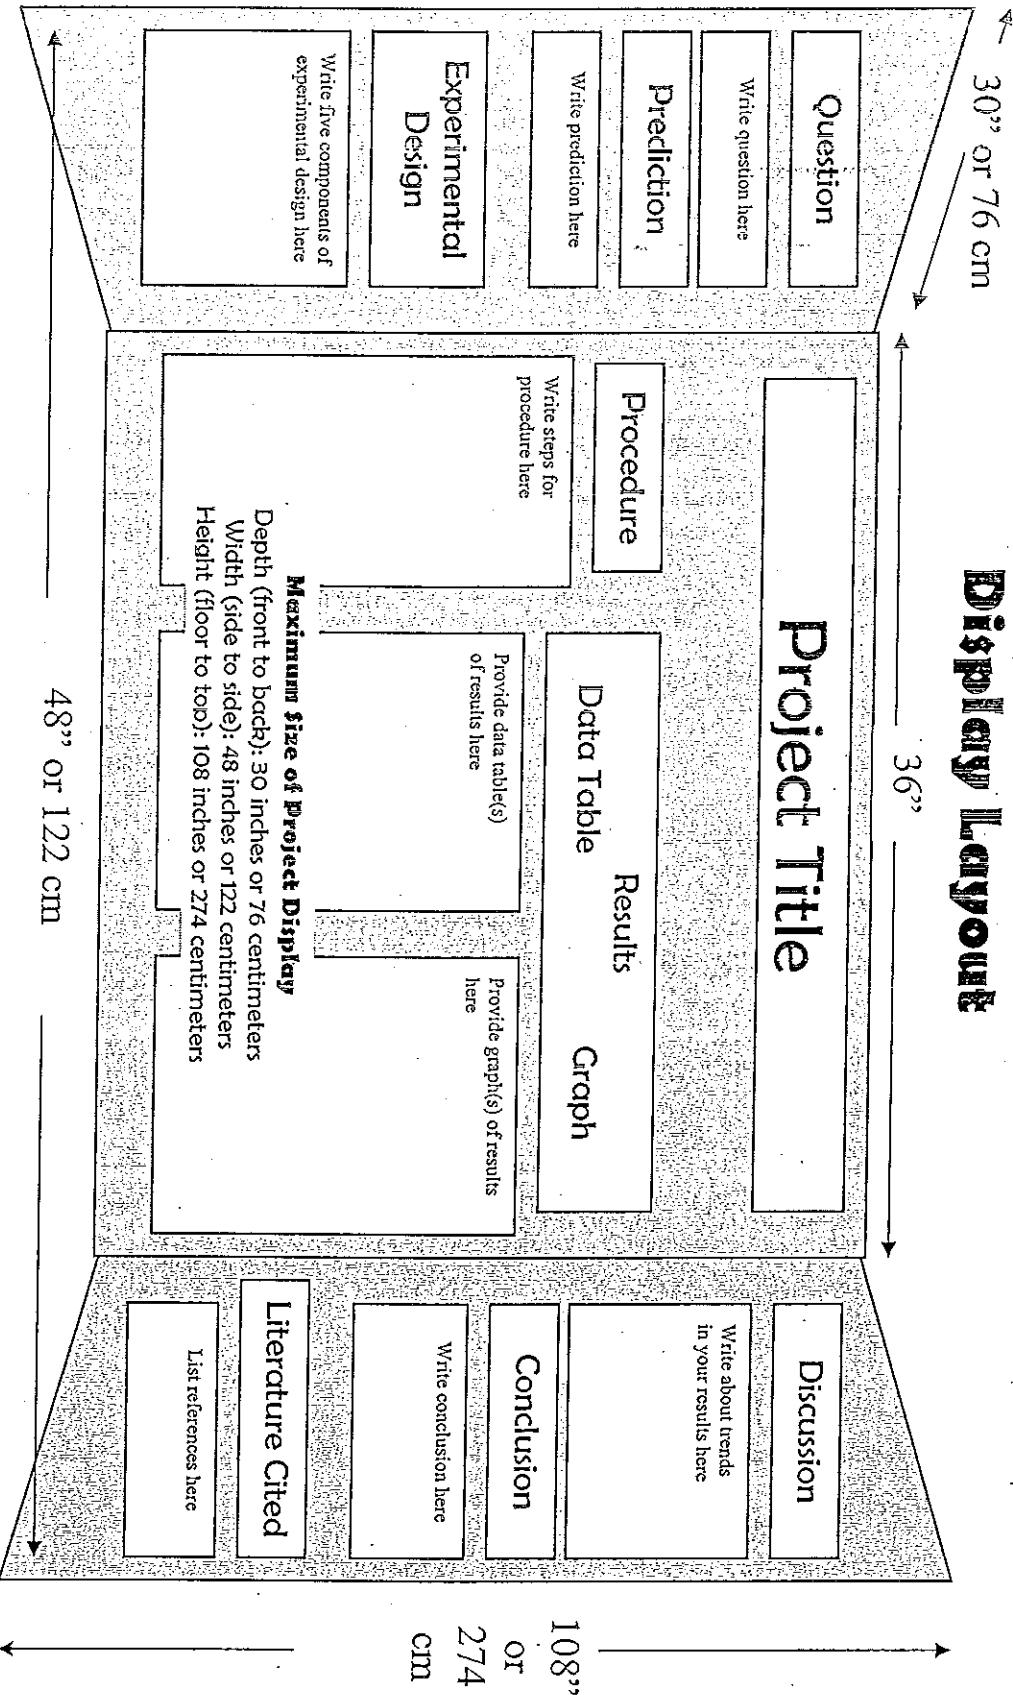 Display Layout
30” or 76 cm
36”
Question
Write question here
Prediction
Write prediction here
Experimental
Design
Write five components of
experimental design here
Project Title
Procedure
Write steps for
procedure here
Results
Data Table
Graph
Provide data table(s)
of results here
Provide graph(s) of results
here
Maximum Size of Project Display
Depth (front to back): 30 inches or 76 centimeters
Width (side to side): 48 inches or 122 centimeters
Height (floor to top): 108 inches or 274 centimeters
Discussion
Write about trends
in your results here
Conclusion
Write conclusion here
Literature Cited
List references here
108”
or
274
cm
48” or 122 cm